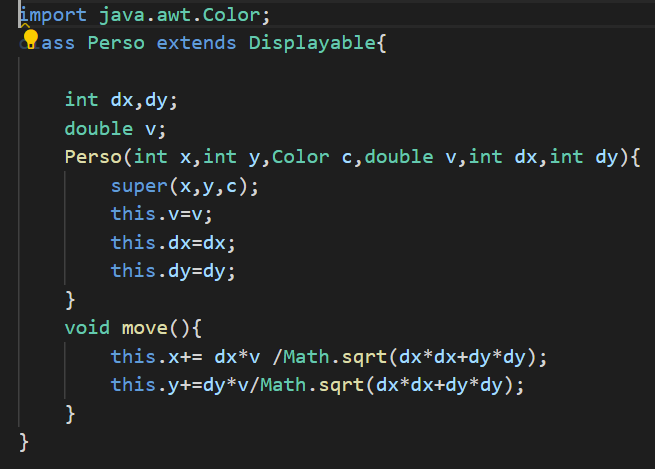 import java.awt.Color;
class Perso extends Displayable{
    int dx,dy;
    double v;
    Perso(int x,int y,Color c,double v,int dx,int dy){
        super(x,y,c);
        this.v=v;
        this.dx=dx;
        this.dy=dy;
    }
    void move(){
        this.x+= dx*v /Math.sqrt(dx*dx+dy*dy);
        this.y+=dy*v/Math.sqrt(dx*dx+dy*dy);
    }
}